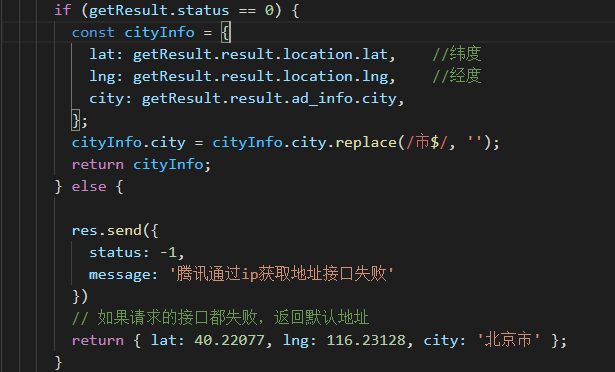 if (getResult.status == 0) {
const cityInfo = {
lat: getResult.result.location.lat, //纬度
lng: getResult.result.location.lng, //经度
city: getResult.result.ad_info.city,
};
cityInfo.city = cityInfo.city.replace(/市$/, '');
return cityInfo;
} else {
res.send({
status: -1,
message: '腾讯通过ip获取地址接口失败'
})
// 如果请求的接口都失败，返回默认地址
return { lat: 40.22077, lng: 116.23128, city: '北京市' };
}